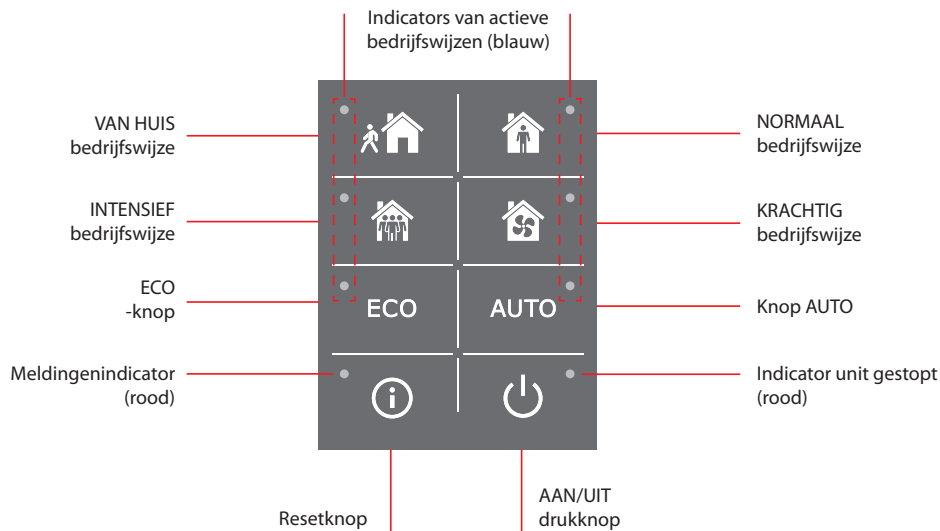 Indicators van actieve
bedrijfswijzen (blauw)
VAN HUIS
bedrijfswijze
NORMAAL
bedrijfswijze
INTENSIEF
bedrijfswijze
KRACHTIG
bedrijfswijze
ECO
-knop
ECO
AUTO
Knop AUTO
Meldingenindicator
(rood)
Indicator unit gestopt
(rood)
Resetknop
AAN/UIT
drukknop